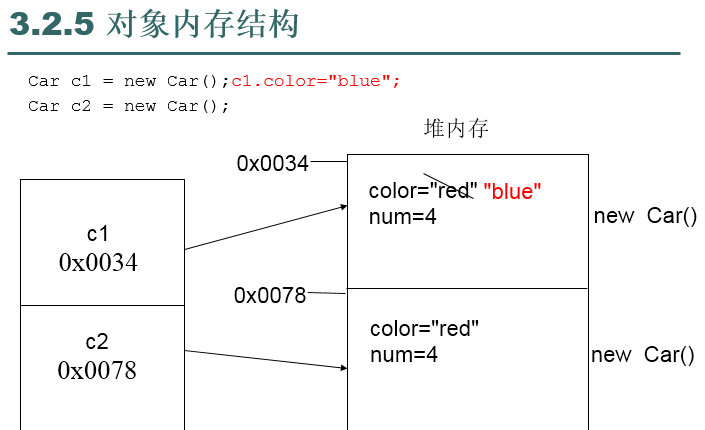 3.2.5 对象内存结构
Car c1 = new Car();c1.color="blue";
Car c2 = new Car();
堆内存
0x0034
color="red" "blue"
num=4
new Car()
c1
0x0034
0x0078
color="red"
num=4
new Car()
c2
0x0078